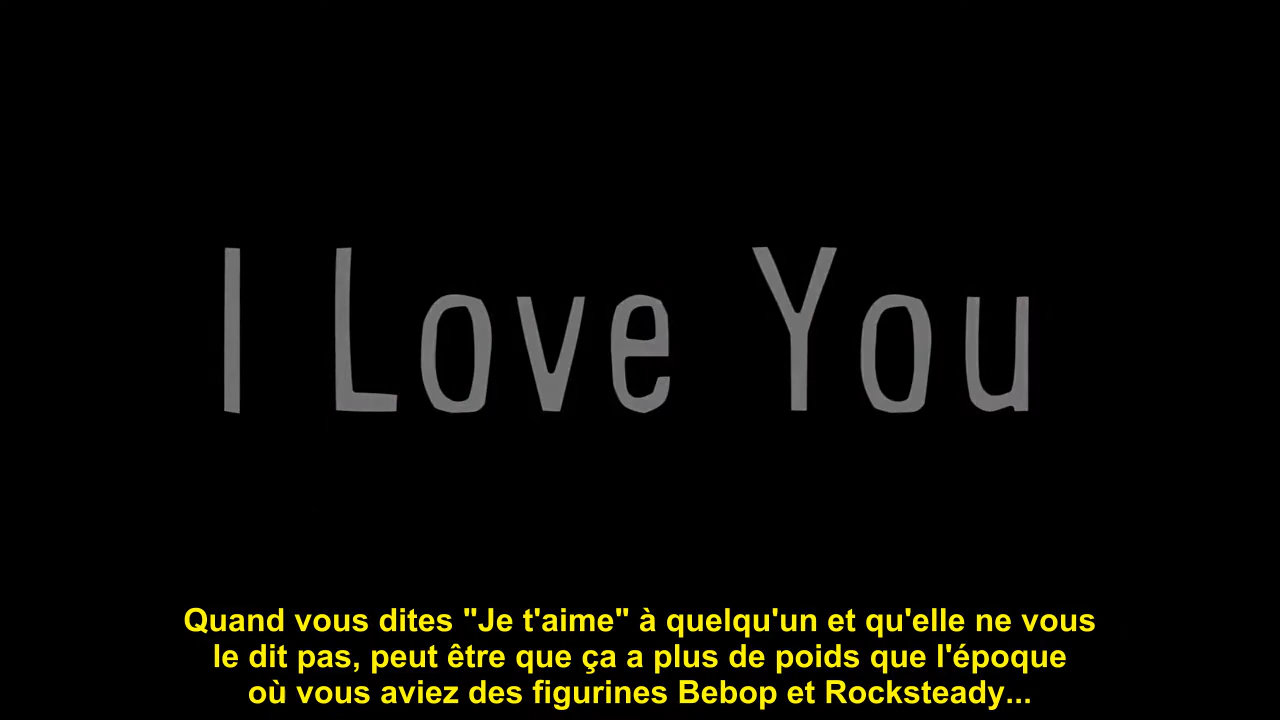 I Love You
Quand vous dites "Je t'aime" à quelqu'un et qu'elle ne vous
le dit pas, peut être que ça a plus de poids que l'époque
où vous aviez des figurines Bebop et Rocksteady...